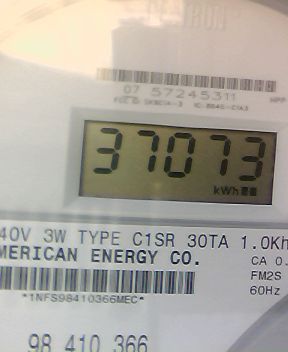 CENTRON
07 57245311
37073
kWh
40V 3W TYPE C1SR 30TA 1.0Kh
MERICAN ENERGY CO.
CA 0.
FM2S
*1NFS98410366MEC*
60Hz
98 410 366